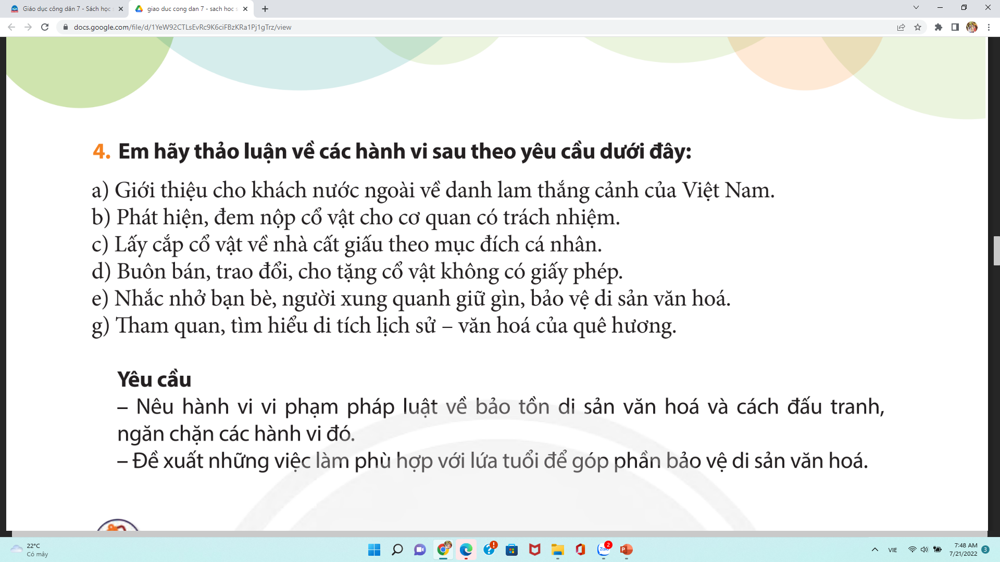 Giáo dục công dân 7 - Sách học s
giao duc cong dan 7 - sach hoc s
docs.google.com/file/d/1YeW92CTLsEvRc9K6ciFBzKRa1Pj1gTrz/view
4. Em hãy thảo luận về các hành vi sau theo yêu cầu dưới đây:
a) Giới thiệu cho khách nước ngoài về danh lam thắng cảnh của Việt Nam.
b) Phát hiện, đem nộp cổ vật cho cơ quan có trách nhiệm.
c) Lấy cắp cổ vật về nhà cất giấu theo mục đích cá nhân.
d) Buôn bán, trao đổi, cho tặng cổ vật không có giấy phép.
e) Nhắc nhở bạn bè, người xung quanh giữ gìn, bảo vệ di sản văn hoá.
g) Tham quan, tìm hiểu di tích lịch sử – văn hoá của quê hương.
Yêu cầu
– Nêu hành vi vi phạm pháp luật về bảo tồn di sản văn hoá và cách đấu tranh,
ngăn chặn các hành vi đó.
– Đề xuất những việc làm phù hợp với lứa tuổi để góp phần bảo vệ di sản văn hoá.
22°C
Có mây
Zalo
2
VIE
7:48 AM
7/21/2022
3